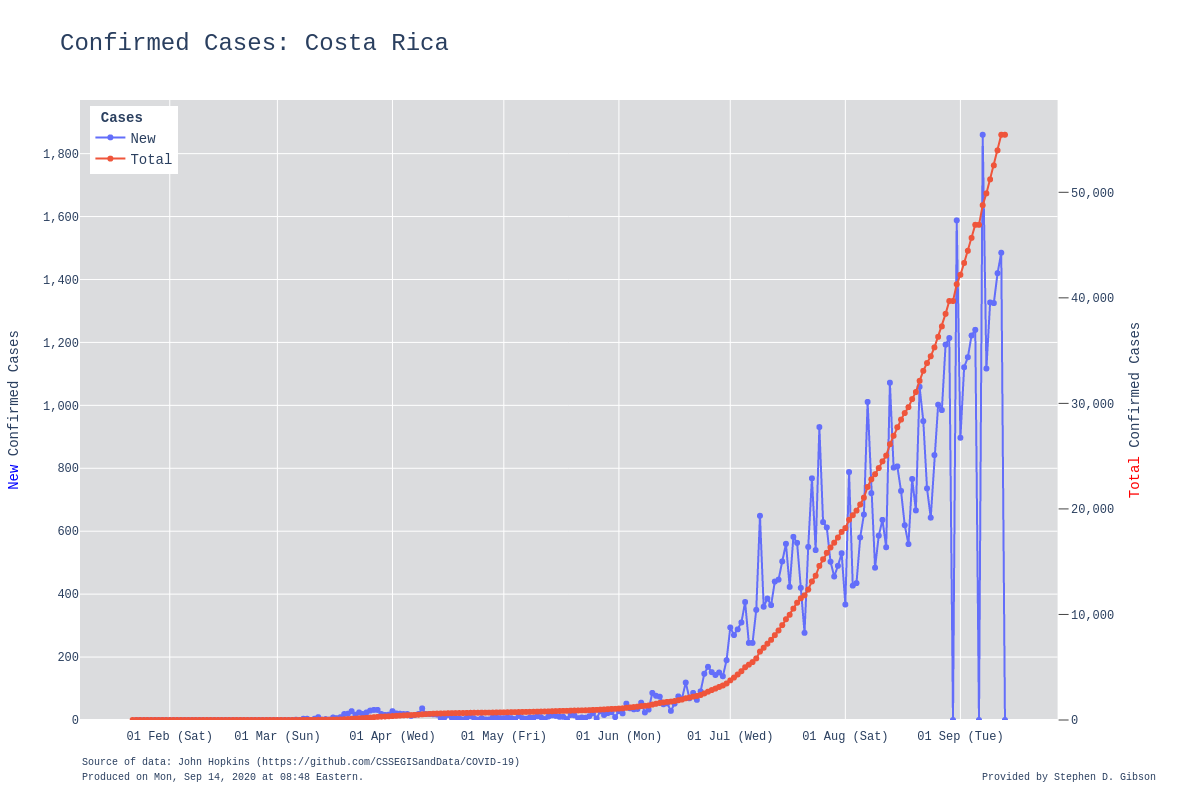 Confirmed Cases: Costa Rica
Cases
New
Total
1,800
1,600
1,400
1,200
1,000
800
600
400
200
0
50,000
40,000
30,000
20,000
10,000
0
New Confirmed Cases
Total Confirmed Cases
01 Feb (Sat)
01 Mar (Sun)
01 Apr (Wed)
01 May (Fri)
01 Jun (Mon)
01 Jul (Wed)
01 Aug (Sat)
01 Sep (Tue)
Source of data: John Hopkins (https://github.com/CSSEGISandData/COVID-19)
Produced on Mon, Sep 14, 2020 at 08:48 Eastern.
Provided by Stephen D. Gibson